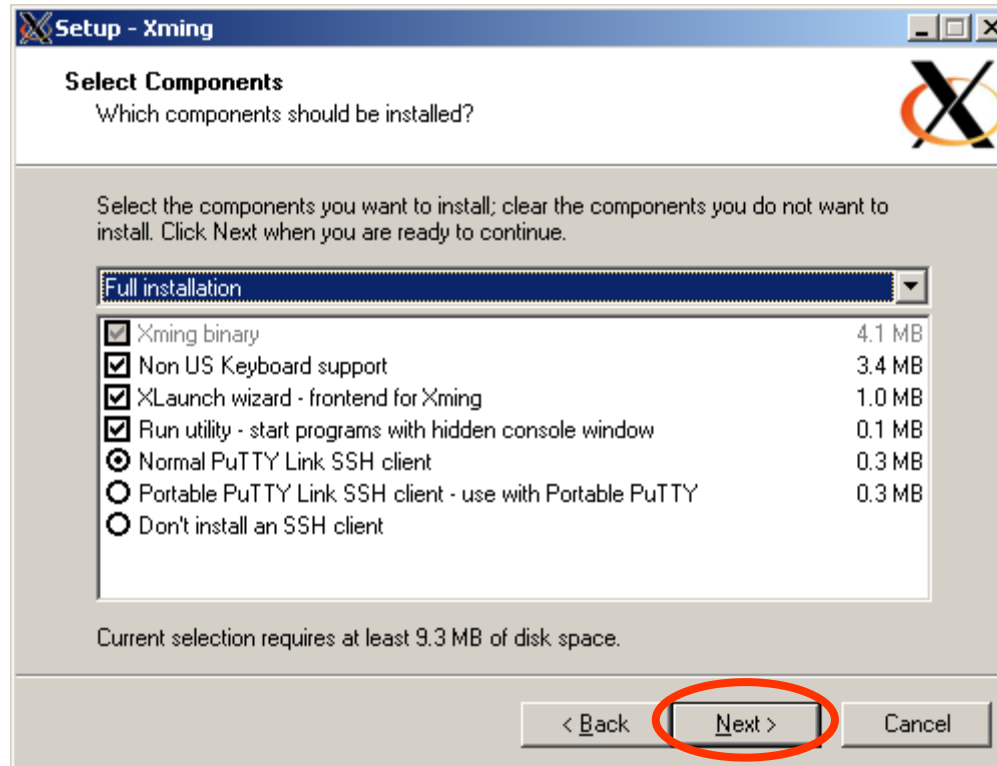 Setup - Xming
Select Components
Which components should be installed?
Select the components you want to install; clear the components you do not want to
install. Click Next when you are ready to continue.
Full installation
Xming binary 4.1 MB
Non US Keyboard support 3.4 MB
XLaunch wizard - frontend for Xming 1.0 MB
Run utility - start programs with hidden console window 0.1 MB
Normal PuTTY Link SSH client 0.3 MB
Portable PuTTY Link SSH client - use with Portable PuTTY 0.3 MB
Don't install an SSH client
Current selection requires at least 9.3 MB of disk space.
< Back Next > Cancel